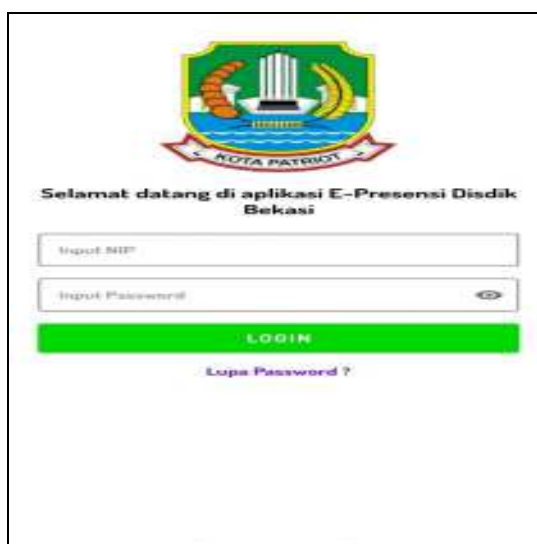 KOTA PATRIOT
Selamat datang di aplikasi E-Presensi Disdik
Bekasi
Input NIP
Input Password
LOGIN
Lupa Password ?